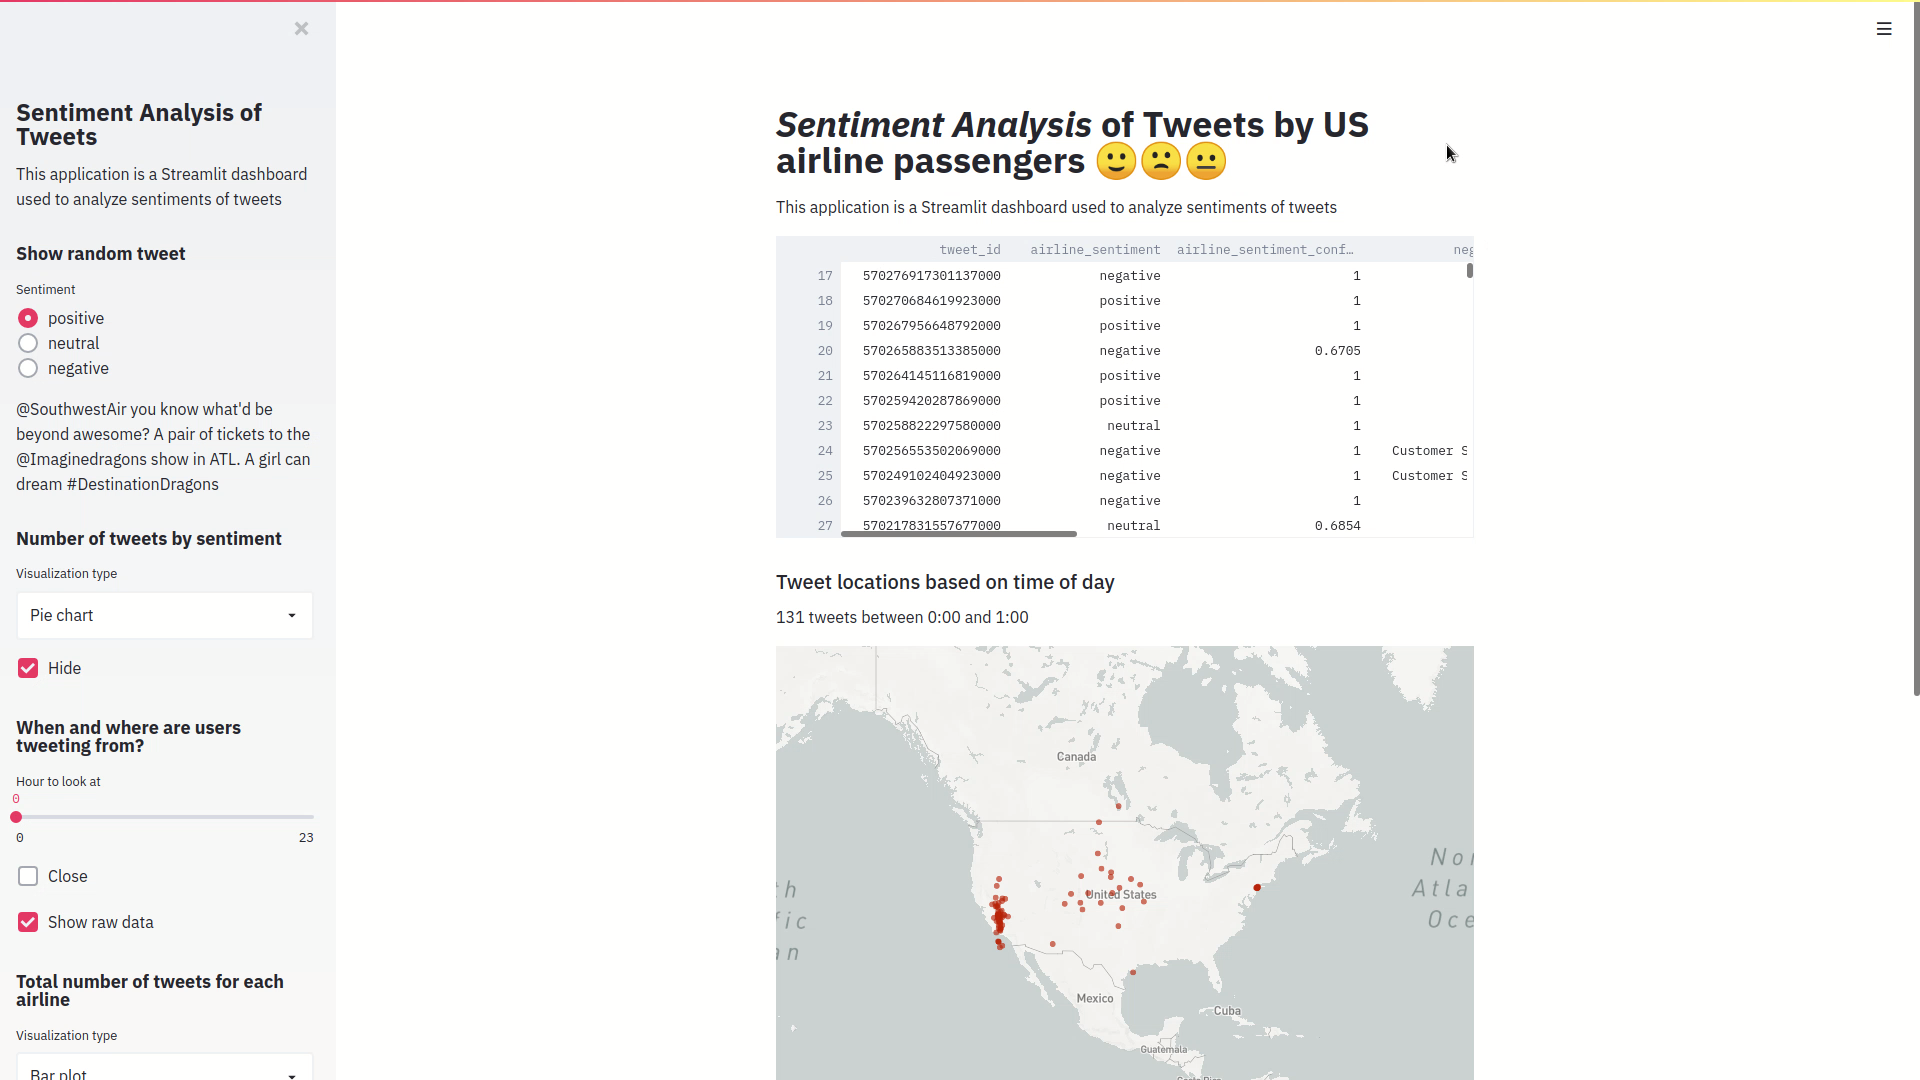 Sentiment Analysis of
Tweets
This application is a Streamlit dashboard
used to analyze sentiments of tweets
Show random tweet
Sentiment
positive
neutral
negative
@SouthwestAir you know what'd be
beyond awesome? A pair of tickets to the
@Imaginedragons show in ATL. A girl can
dream #DestinationDragons
Number of tweets by sentiment
Visualization type
Pie chart
Hide
When and where are users
tweeting from?
Hour to look at
0
0 23
Close
Show raw data
Total number of tweets for each
airline
Visualization type
Bar plot
Sentiment Analysis of Tweets by US
airline passengers 🙂🙁😐
This application is a Streamlit dashboard used to analyze sentiments of tweets
tweet_id airline_sentiment airline_sentiment_conf… neg
17 570276917301137000 negative 1
18 570270684619923000 positive 1
19 570267956648792000 positive 1
20 570265883513385000 negative 0.6705
21 570264145116819000 positive 1
22 570259420287869000 positive 1
23 570258822297580000 neutral 1
24 570256553502069000 negative 1 Customer S
25 570249102404923000 negative 1 Customer S
26 570239632807371000 negative 1
27 570217831557677000 neutral 0.6854
Tweet locations based on time of day
131 tweets between 0:00 and 1:00
Canada
United States
Nor
Atla
Oce
th
fic
an
Mexico
Cuba
Guatemala
Costa Rica